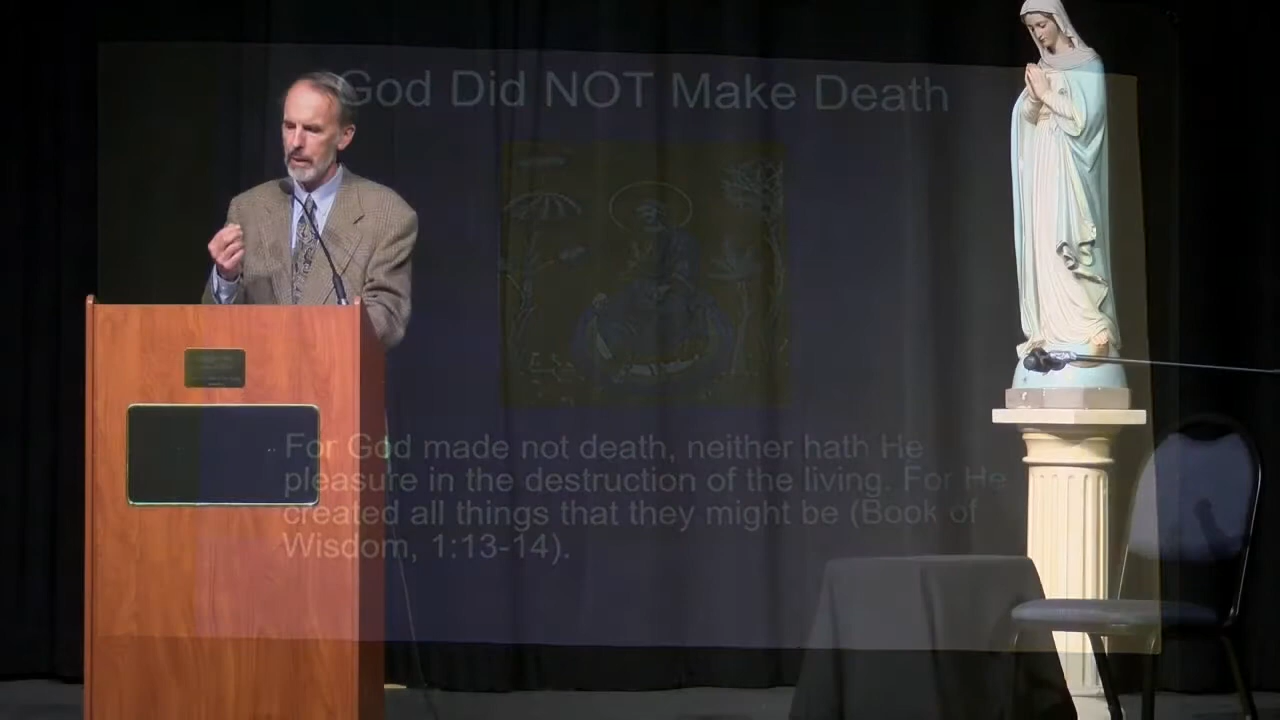 God Did NOT Make Death
For God made not death, neither hath He
pleasure in the destruction of the living. For He
created all things that they might be (Book of
Wisdom, 1:13-14).